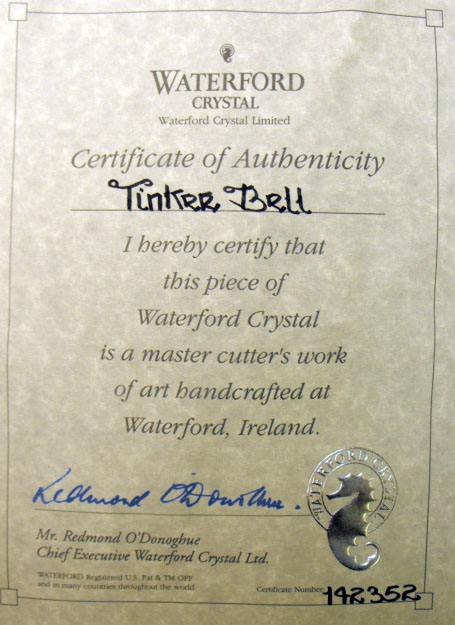 WATERFORD
CRYSTAL
Waterford Crystal Limited
Certificate of Authenticity
Tinker Bell
I hereby certify that
this piece of
Waterford Crystal
is a master cutter's work
of art handcrafted at
Waterford, Ireland.
WATERFORD CRYSTAL
Redmond O'Donoghue.
Mr. Redmond O'Donoghue
Chief Executive Waterford Crystal Ltd.
WATERFORD Registered U.S. Pat & TM OFF
and in many countries throughout the world
Certificate Number 142352